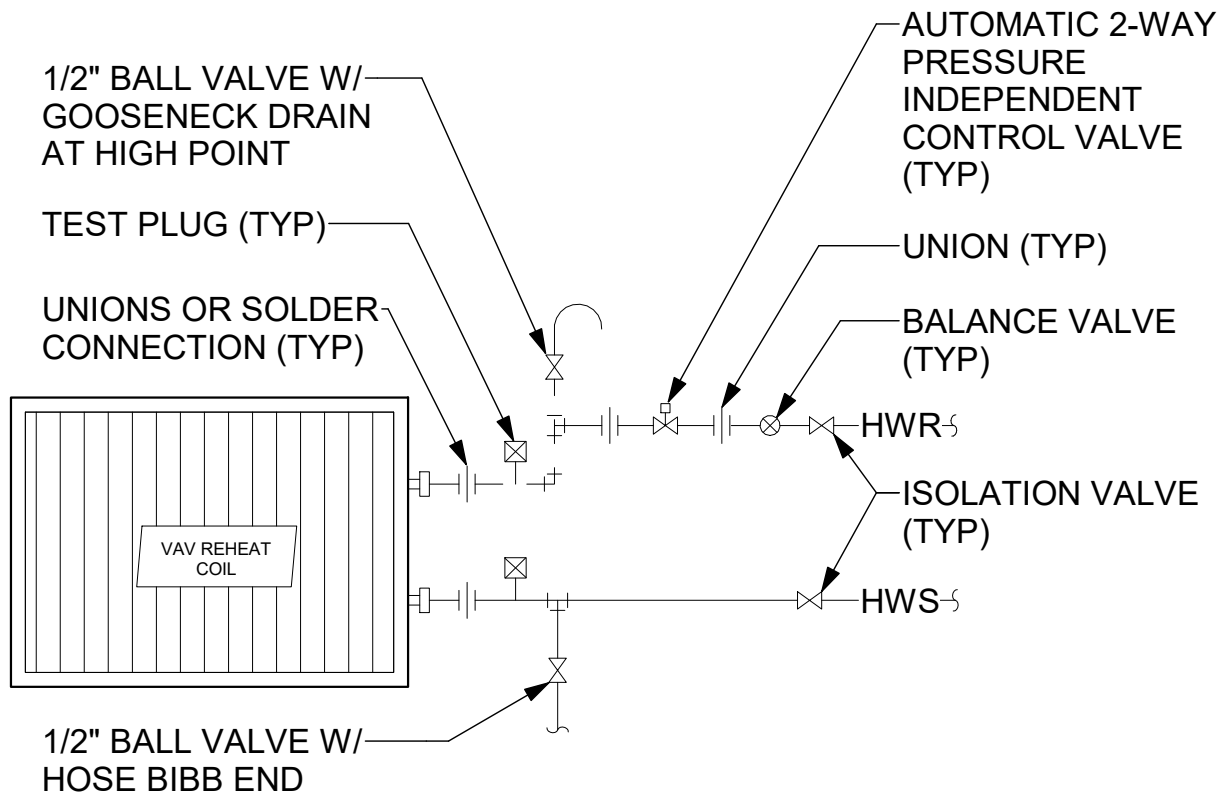 1/2" BALL VALVE W/
GOOSENECK DRAIN
AT HIGH POINT
TEST PLUG (TYP)
UNIONS OR SOLDER
CONNECTION (TYP)
AUTOMATIC 2-WAY
PRESSURE
INDEPENDENT
CONTROL VALVE
(TYP)
UNION (TYP)
BALANCE VALVE
(TYP)
HWR
ISOLATION VALVE
(TYP)
HWS
VAV REHEAT
COIL
1/2" BALL VALVE W/
HOSE BIBB END